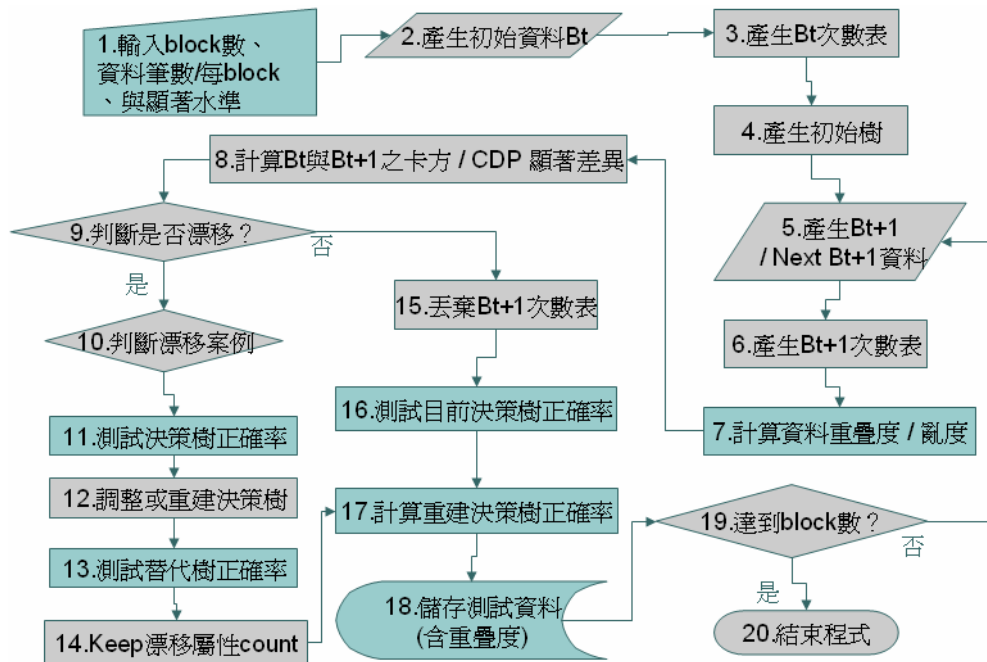 1.輸入block數、
資料筆數/每block
、與顯著水準
2.產生初始資料Bt
3.產生Bt次數表
4.產生初始樹
5.產生Bt+1
/ Next Bt+1資料
6.產生Bt+1次數表
7.計算資料重疊度 / 亂度
8.計算Bt與Bt+1之卡方 / CDP 顯著差異
9.判斷是否漂移？
否
是
10.判斷漂移案例
11.測試決策樹正確率
12.調整或重建決策樹
13.測試替代樹正確率
14.Keep漂移屬性count
15.丟棄Bt+1次數表
16.測試目前決策樹正確率
17.計算重建決策樹正確率
18.儲存測試資料
(含重疊度)
19.達到block數？
否
是
20.結束程式